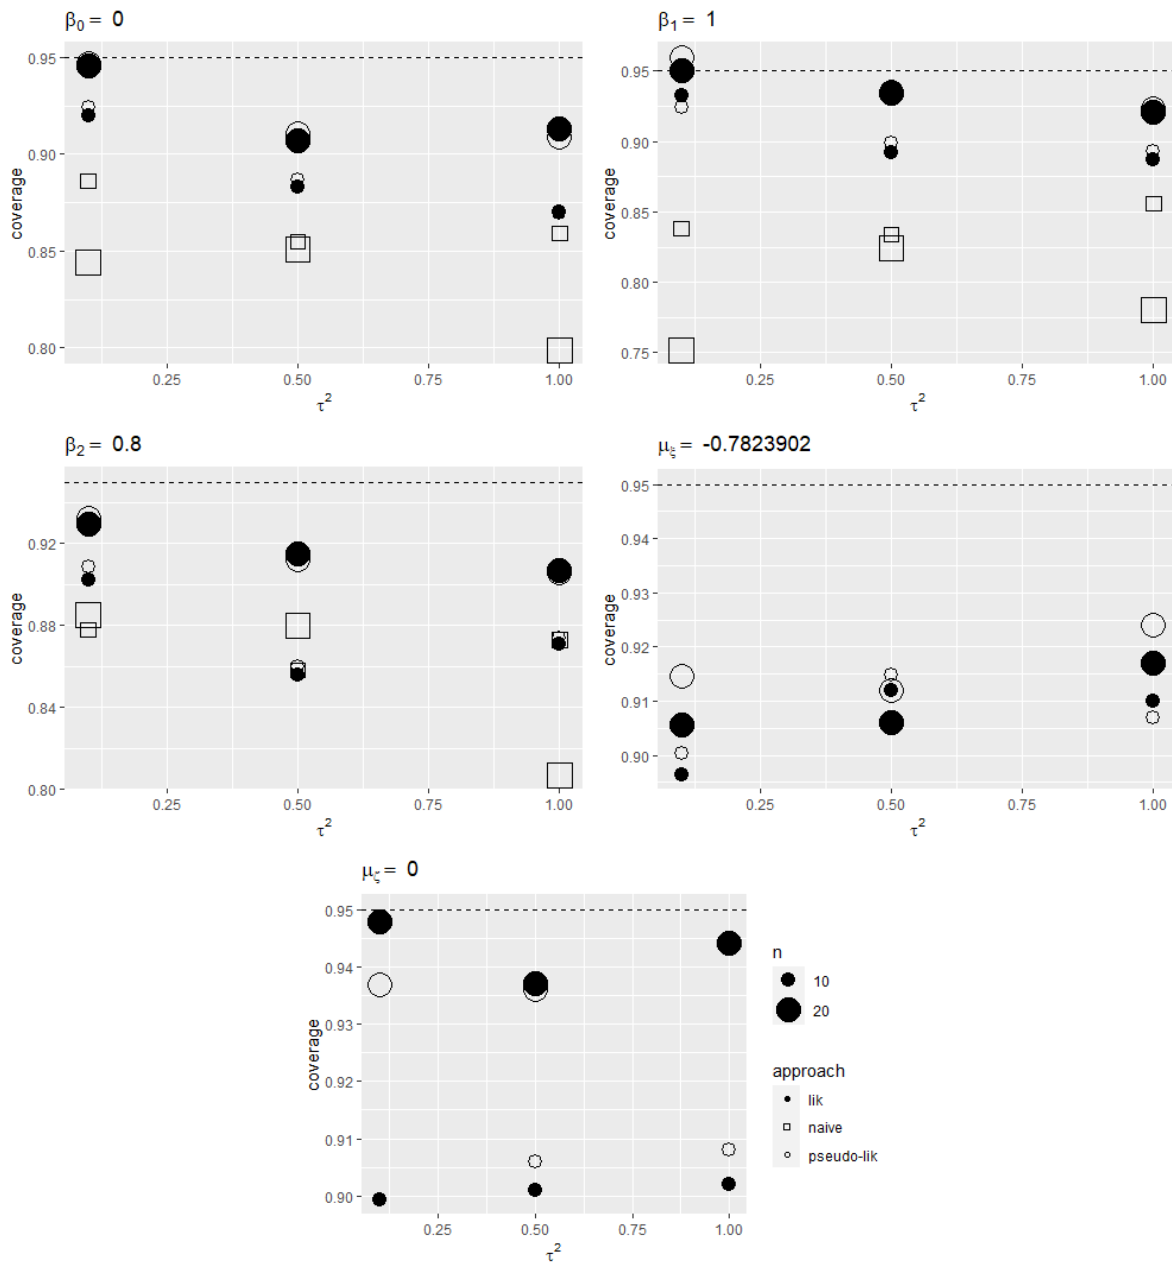 β0 = 0
0.95
0.90
0.85
0.80
coverage
0.25 0.50 0.75 1.00
τ²
β1 = 1
0.95
0.90
0.85
0.80
0.75
coverage
0.25 0.50 0.75 1.00
τ²
β2 = 0.8
0.92
0.88
0.84
0.80
coverage
0.25 0.50 0.75 1.00
τ²
μξ = -0.7823902
0.95
0.94
0.93
0.92
0.91
0.90
coverage
0.25 0.50 0.75 1.00
τ²
μζ = 0
0.95
0.94
0.93
0.92
0.91
0.90
coverage
0.25 0.50 0.75 1.00
τ²
n
10
20
approach
lik
naive
pseudo-lik